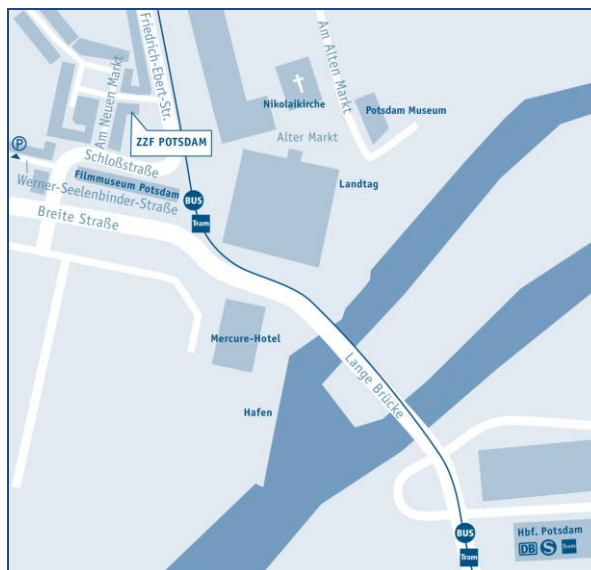 Friedrich-Ebert-Str.
Am Alten Markt
Nikolaikirche
Potsdam Museum
Am Neuen Markt
P
ZZF POTSDAM
Alter Markt
Schloßstraße
Landtag
Filmmuseum Potsdam
Werner-Seelenbinder-Straße
BUS
Tram
Breite Straße
Mercure-Hotel
Lange Brücke
Hafen
BUS
Tram
Hbf. Potsdam
DB S Tram